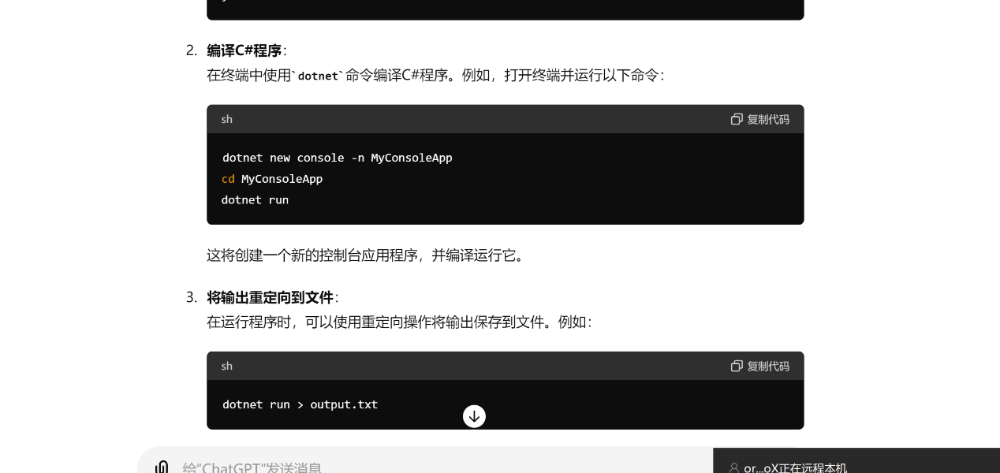 2. 编译C#程序：
在终端中使用`dotnet`命令编译C#程序。例如，打开终端并运行以下命令：
sh 复制代码
dotnet new console -n MyConsoleApp
cd MyConsoleApp
dotnet run
这将创建一个新的控制台应用程序，并编译运行它。
3. 将输出重定向到文件：
在运行程序时，可以使用重定向操作将输出保存到文件。例如：
sh 复制代码
dotnet run > output.txt
给“ChatGPT”发送消息
or...oX正在远程本机